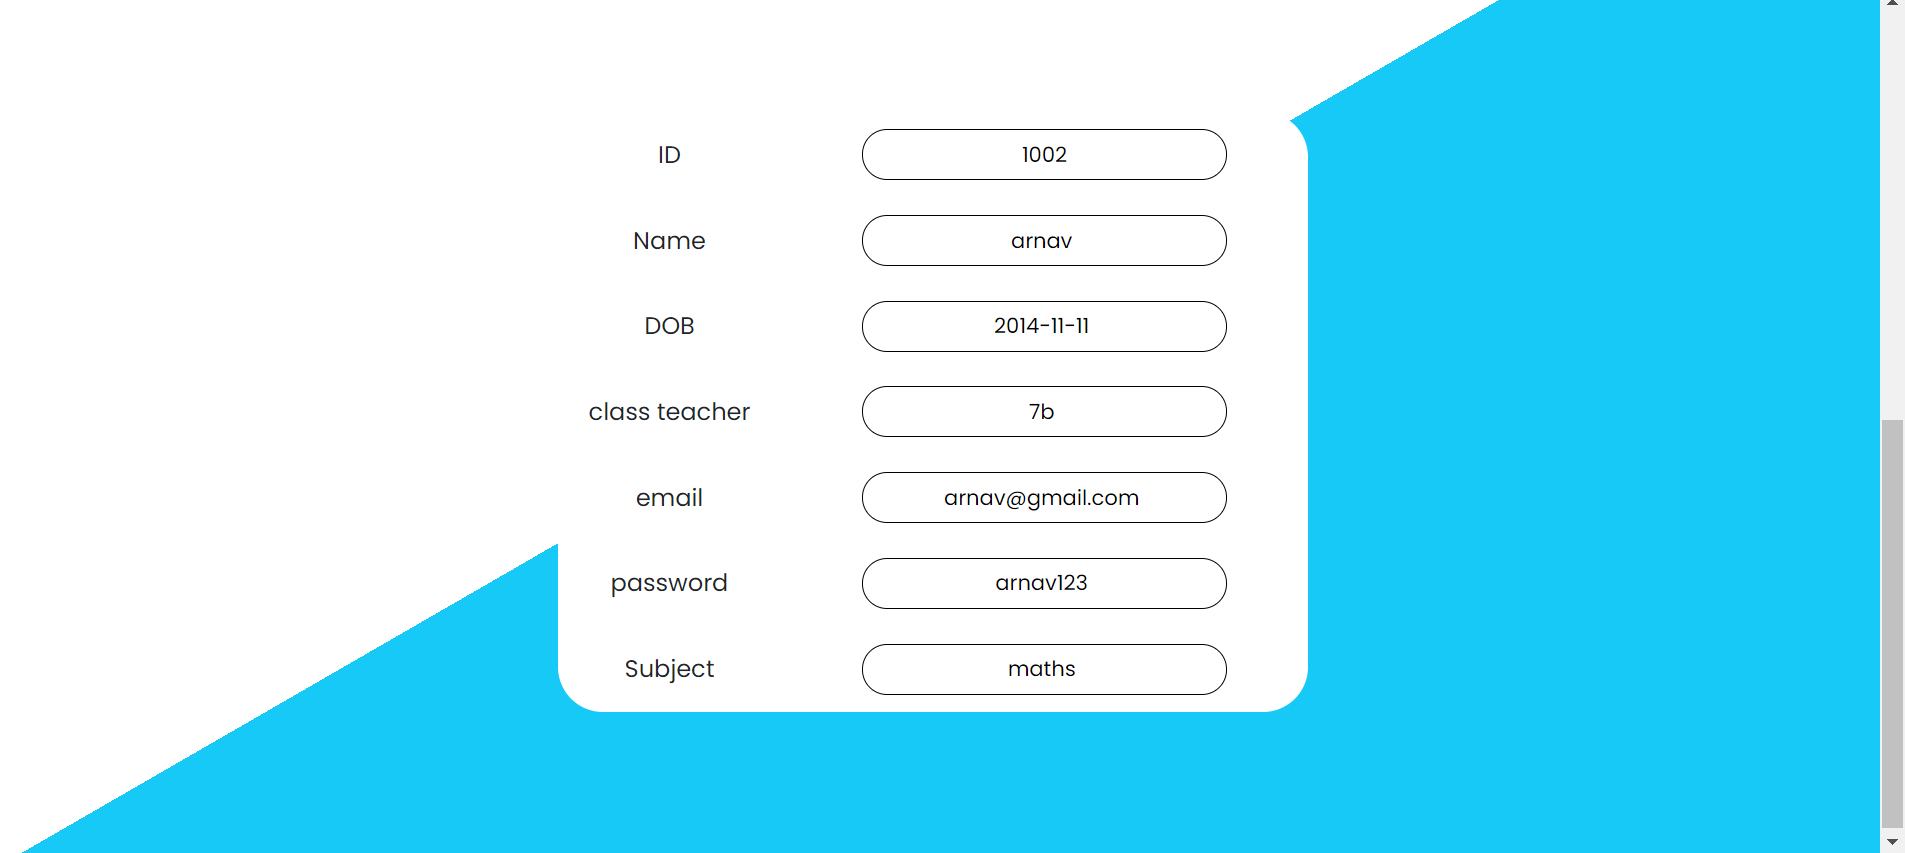 ID 1002
Name arnav
DOB 2014-11-11
class teacher 7b
email arnav@gmail.com
password arnav123
Subject maths